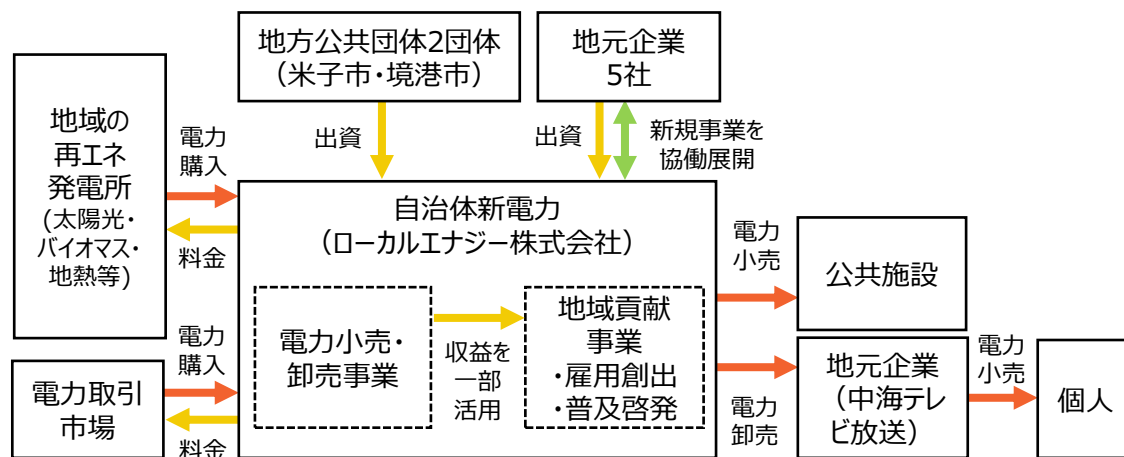 地方公共団体2団体
（米子市・境港市）
地元企業
5社
地域の
再エネ
発電所
(太陽光・
バイオマス・
地熱等)
電力
購入
料金
出資
出資
新規事業を
協働展開
自治体新電力
（ローカルエナジー株式会社）
電力小売・
卸売事業
収益を
一部
活用
地域貢献
事業
・雇用創出
・普及啓発
電力
小売
公共施設
電力取引
市場
電力
購入
料金
電力
卸売
地元企業
（中海テレ
ビ放送）
電力
小売
個人